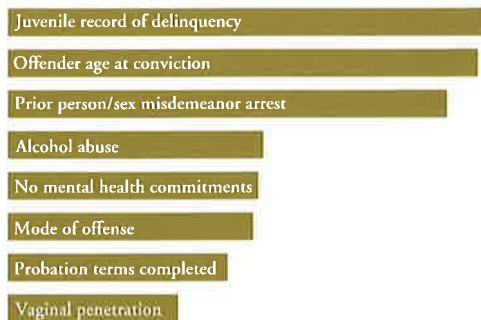 Juvenile record of delinquency
Offender age at conviction
Prior person/sex misdemeanor arrest
Alcohol abuse
No mental health commitments
Mode of offense
Probation terms completed
Vaginal penetration